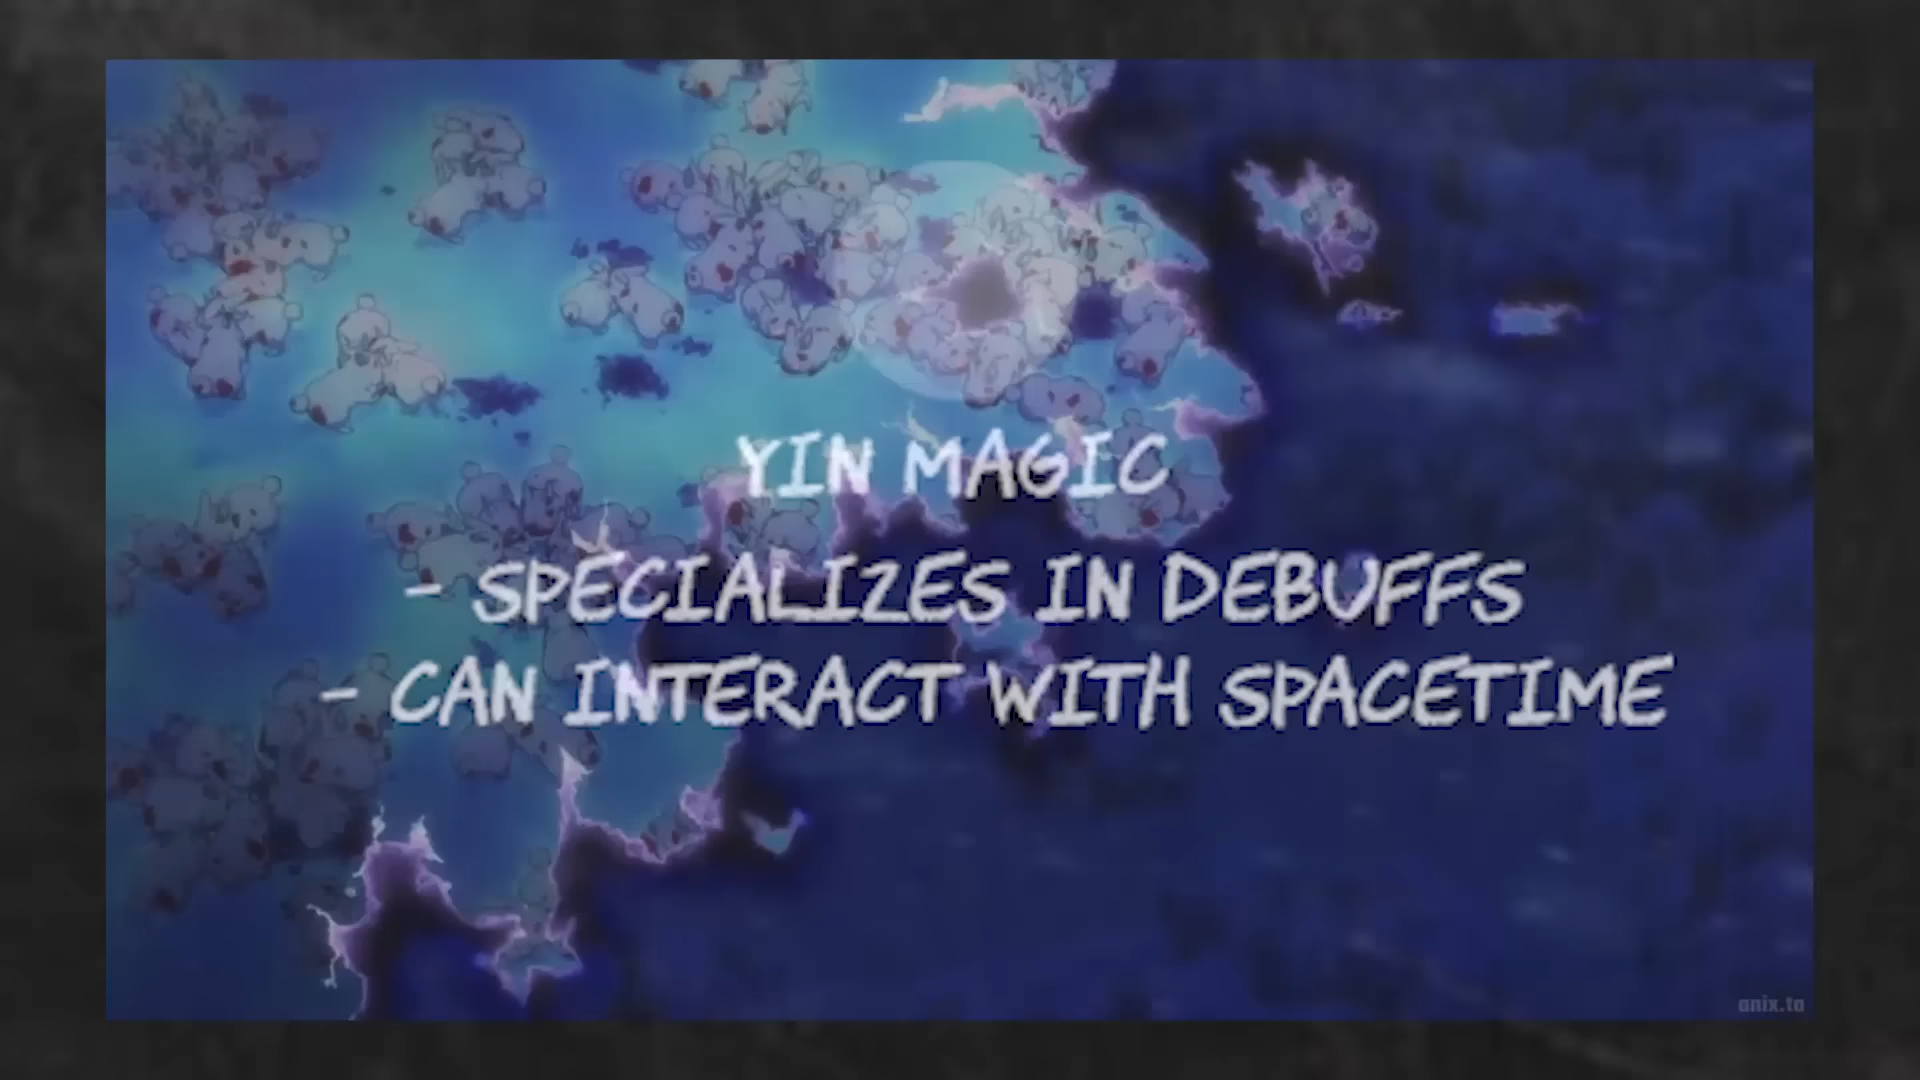 YIN MAGIC
- SPECIALIZES IN DEBUFFS
- CAN INTERACT WITH SPACETIME
anix.to